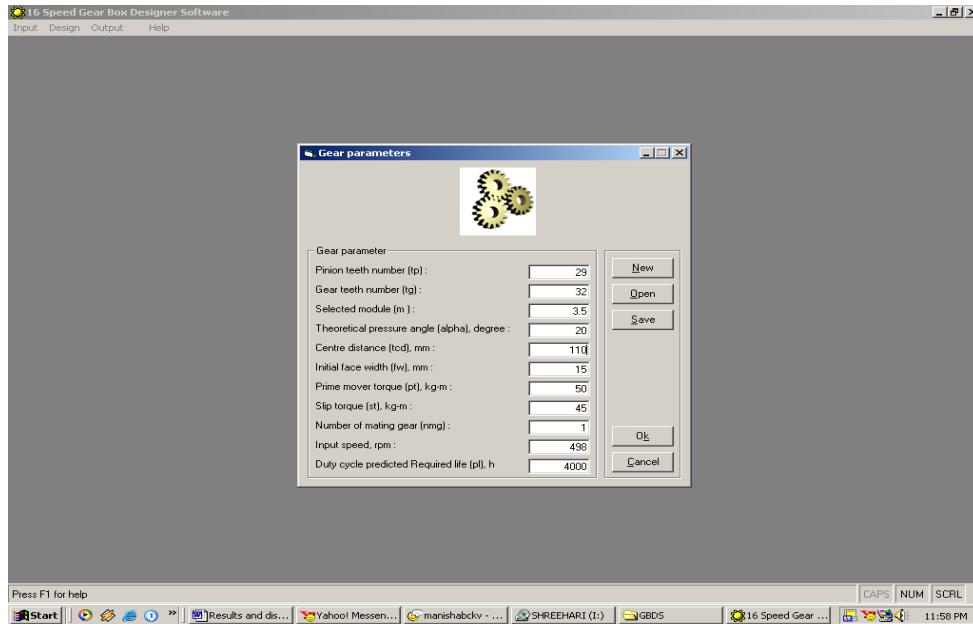 16 Speed Gear Box Designer Software
Input Design Output Help
Gear parameters
Gear parameter
Pinion teeth number (tp) : 29
Gear teeth number (tg) : 32
Selected module (m ) : 3.5
Theoretical pressure angle (alpha), degree : 20
Centre distance (tcd), mm : 110
Initial face width (fw), mm : 15
Prime mover torque (pt), kg-m : 50
Slip torque (st), kg-m : 45
Number of mating gear (nmg) : 1
Input speed, rpm : 498
Duty cycle predicted Required life (pl), h 4000
New
Open
Save
Ok
Cancel
Press F1 for help
CAPS NUM SCRL
Start » Results and dis... Yahoo! Messen... manishabckv - ... SHREEHARI (I:) GBDS 16 Speed Gear ... 11:58 PM